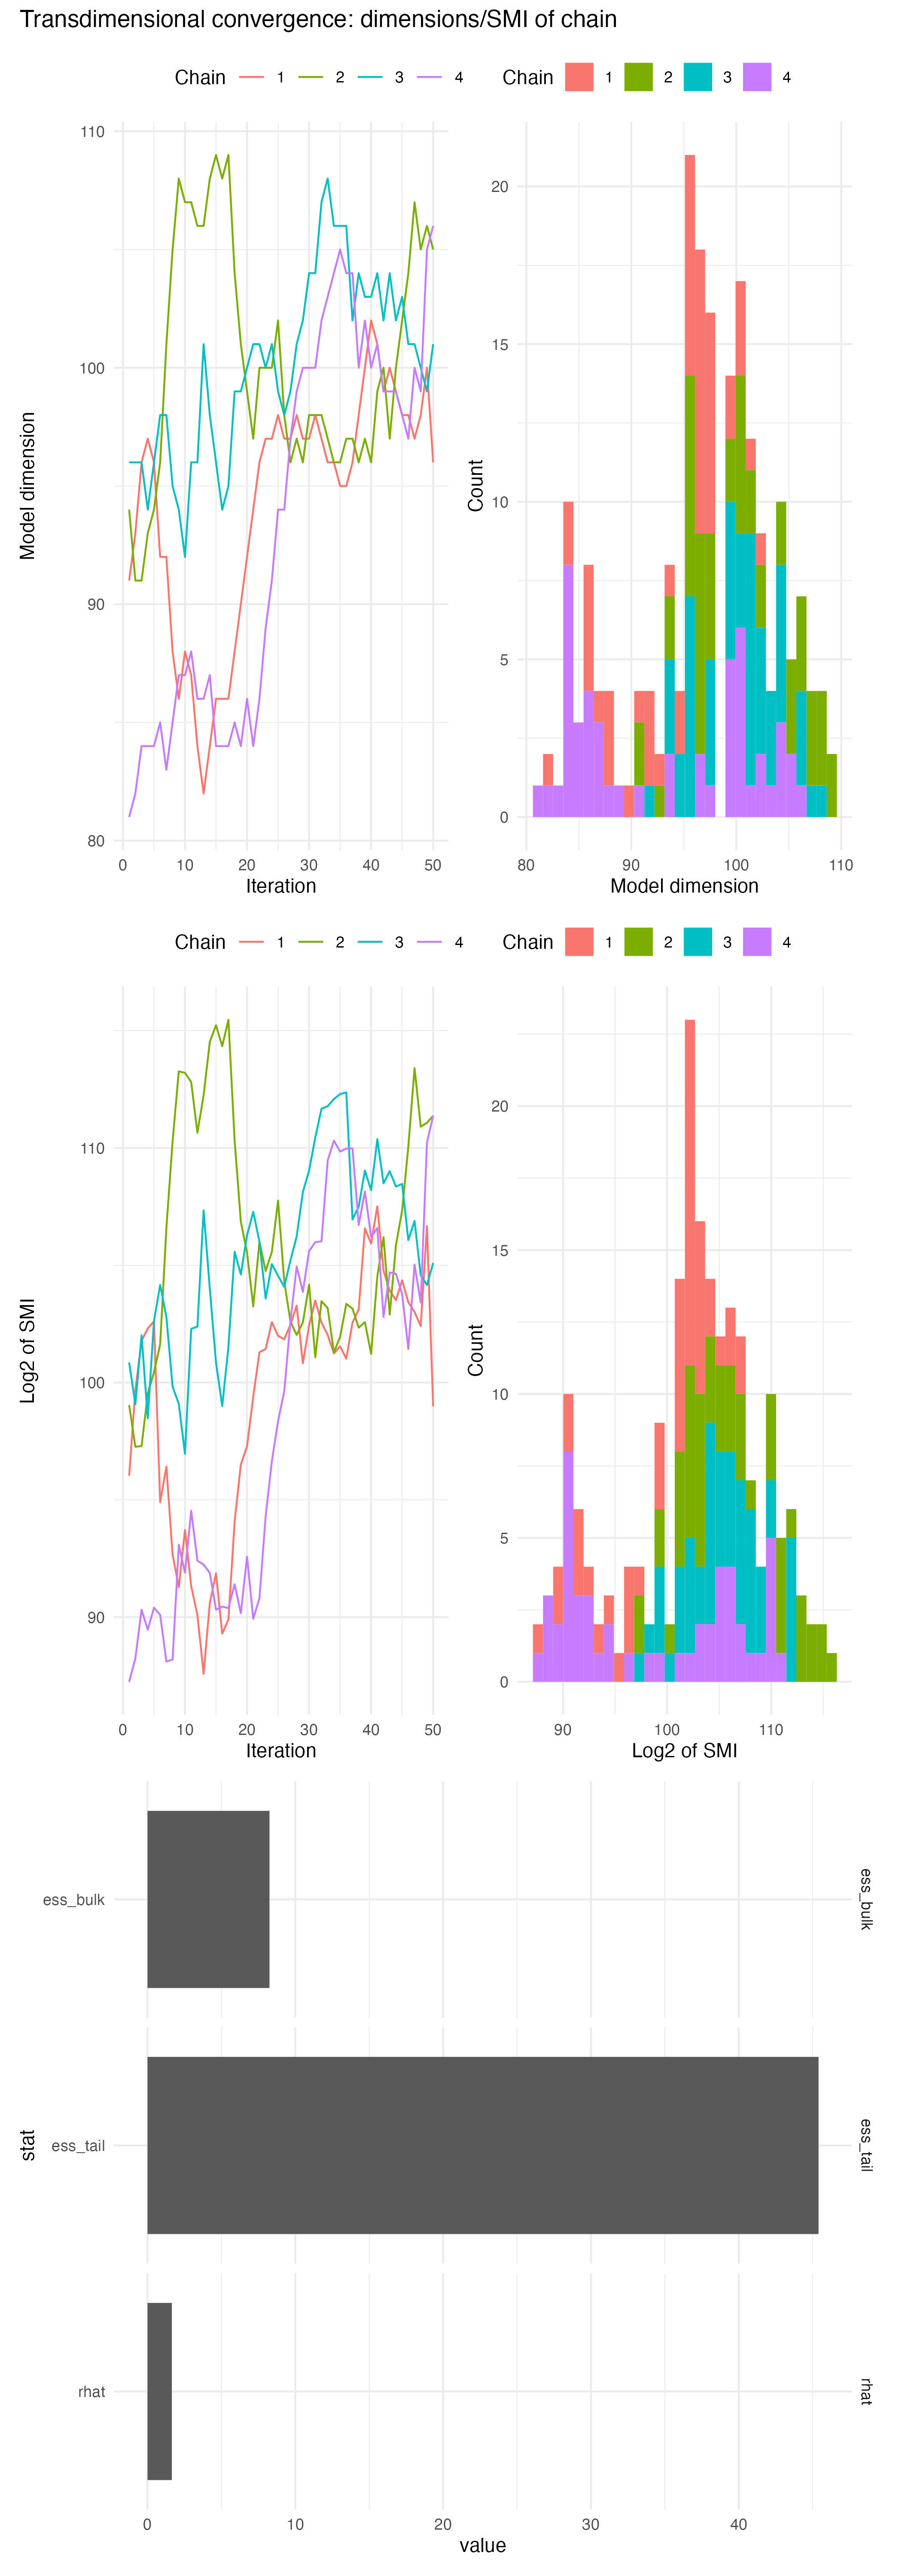 Transdimensional convergence: dimensions/SMI of chain
Chain 1 2 3 4
Chain 1 2 3 4
110
100
90
80
Model dimension
0 10 20 30 40 50
Iteration
20
15
10
5
0
Count
80 90 100 110
Model dimension
Chain 1 2 3 4
Chain 1 2 3 4
110
100
90
Log2 of SMI
0 10 20 30 40 50
Iteration
20
15
10
5
0
Count
90 100 110
Log2 of SMI
ess_bulk
ess_bulk
stat
ess_tail
ess_tail
rhat
rhat
0 10 20 30 40
value